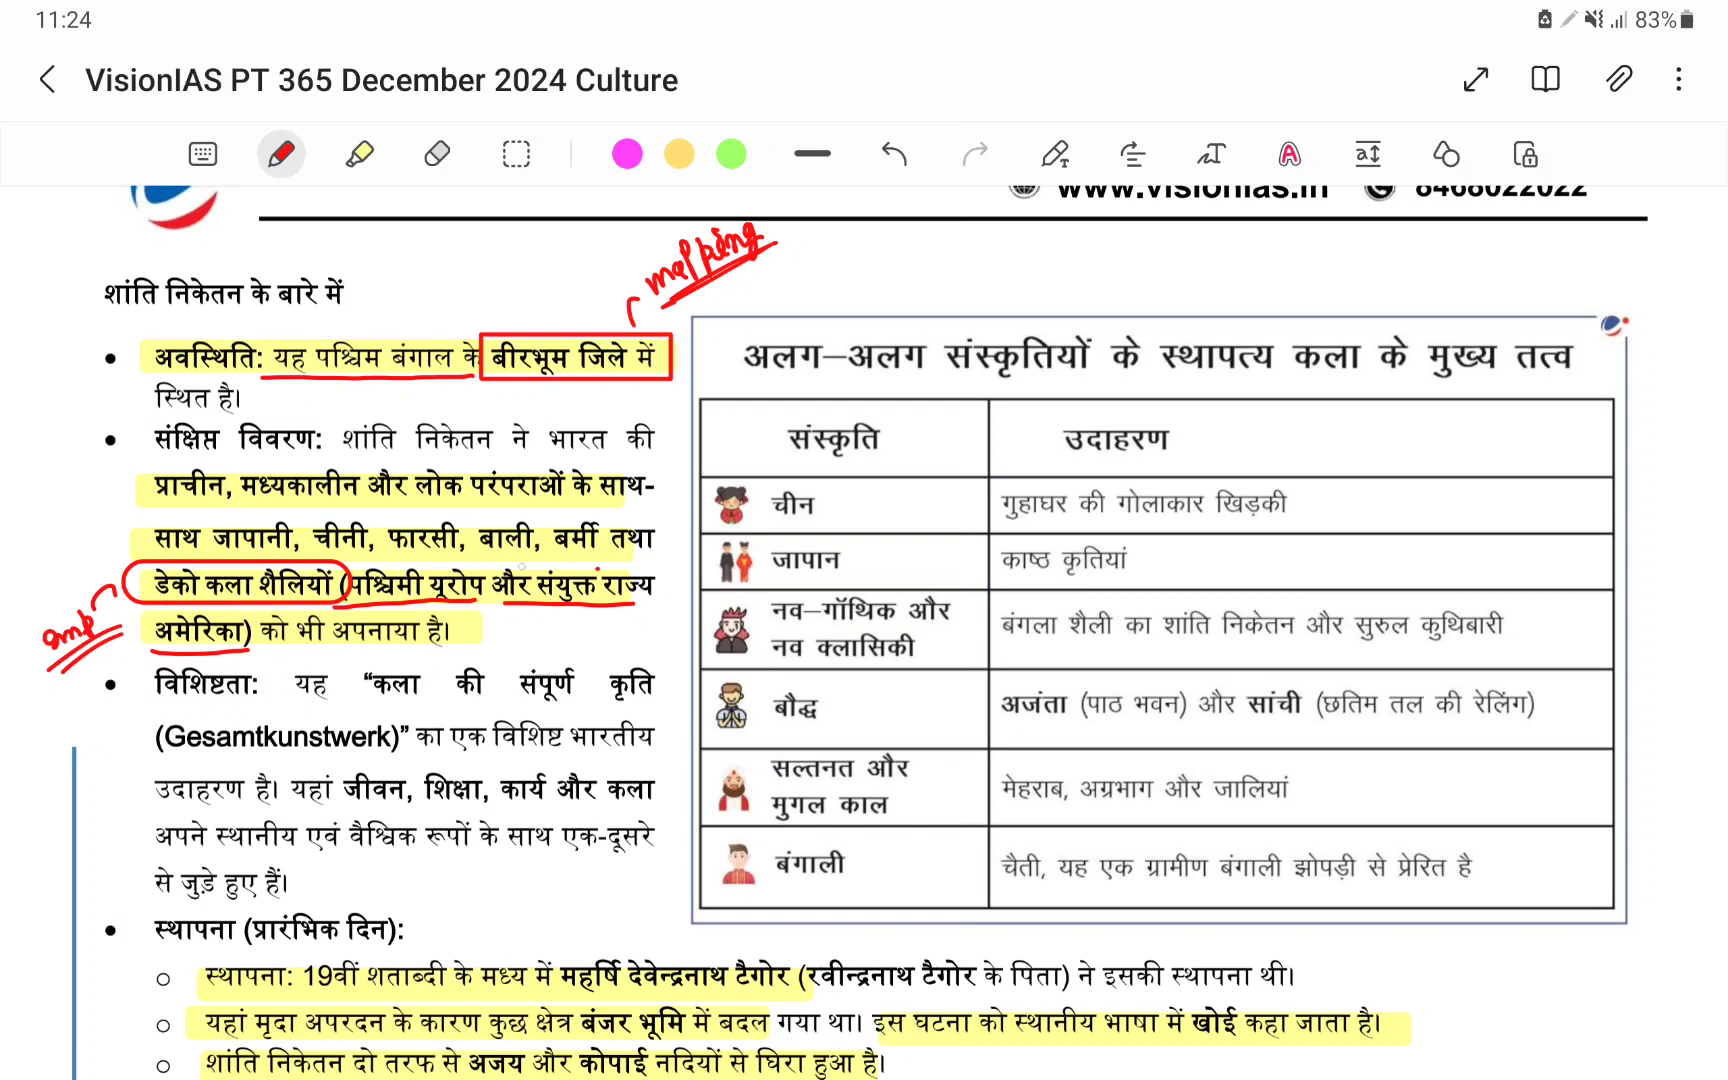 11:24
83%
VisionIAS PT 365 December 2024 Culture
www.visionias.in
8468022022
mapping
शांति निकेतन के बारे में
अवस्थिति: यह पश्चिम बंगाल के बीरभूम जिले में
स्थित है।
संक्षिप्त विवरण: शांति निकेतन ने भारत की
प्राचीन, मध्यकालीन और लोक परंपराओं के साथ-
साथ जापानी, चीनी, फारसी, बाली, बर्मी तथा
डेको कला शैलियों (पश्चिमी यूरोप और संयुक्त राज्य
अमेरिका) को भी अपनाया है।
imp
विशिष्टता: यह “कला की संपूर्ण कृति
(Gesamtkunstwerk)” का एक विशिष्ट भारतीय
उदाहरण है। यहां जीवन, शिक्षा, कार्य और कला
अपने स्थानीय एवं वैश्विक रूपों के साथ एक-दूसरे
से जुड़े हुए हैं।
अलग–अलग संस्कृतियों के स्थापत्य कला के मुख्य तत्व
संस्कृति उदाहरण
चीन गुहाघर की गोलाकार खिड़की
जापान काष्ठ कृतियां
नव–गॉथिक और
नव क्लासिकी
बंगला शैली का शांति निकेतन और सुरुल कुथिबारी
बौद्ध अजंता (पाठ भवन) और सांची (छतिम तल की रेलिंग)
सल्तनत और
मुगल काल
मेहराब, अग्रभाग और जालियां
बंगाली चैती, यह एक ग्रामीण बंगाली झोपड़ी से प्रेरित है
स्थापना (प्रारंभिक दिन):
स्थापना: 19वीं शताब्दी के मध्य में महर्षि देवेन्द्रनाथ टैगोर (रवीन्द्रनाथ टैगोर के पिता) ने इसकी स्थापना थी।
यहां मृदा अपरदन के कारण कुछ क्षेत्र बंजर भूमि में बदल गया था। इस घटना को स्थानीय भाषा में खोई कहा जाता है।
शांति निकेतन दो तरफ से अजय और कोपाई नदियों से घिरा हुआ है।